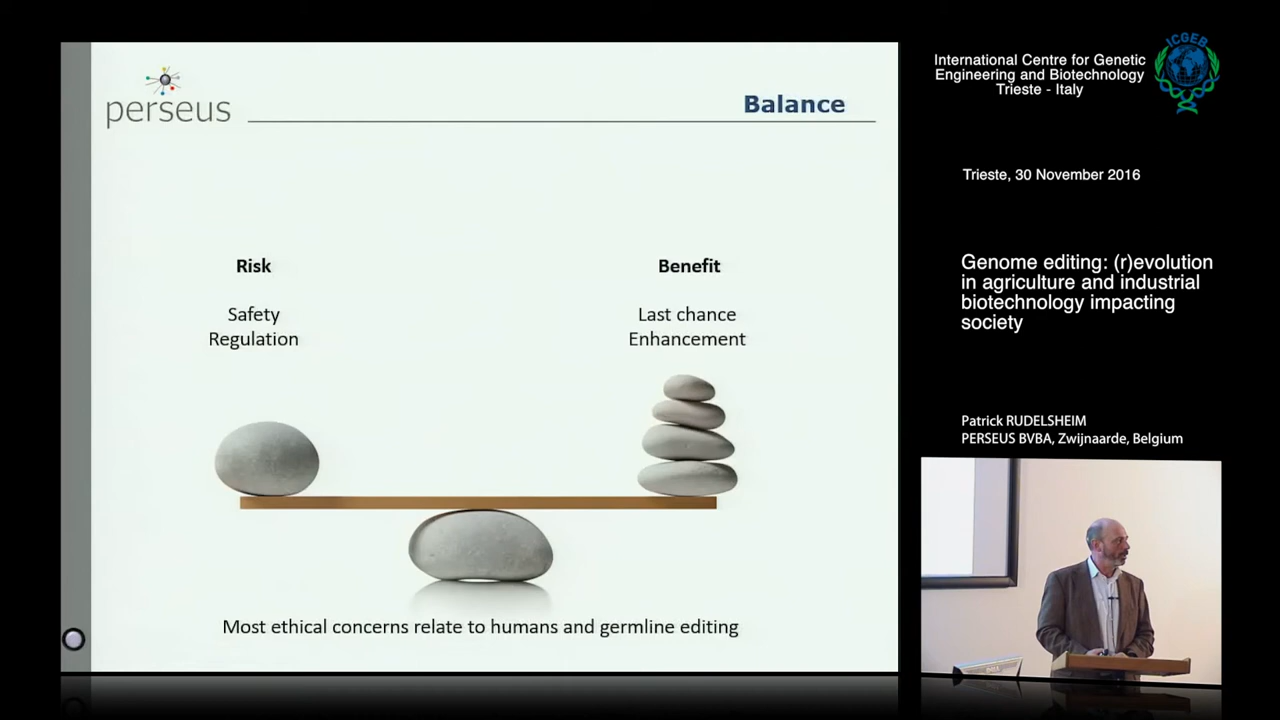 perseus
Balance
Risk
Benefit
Safety
Regulation
Last chance
Enhancement
Most ethical concerns relate to humans and germline editing
International Centre for Genetic
Engineering and Biotechnology
Trieste - Italy
ICGEB
Trieste, 30 November 2016
Genome editing: (r)evolution
in agriculture and industrial
biotechnology impacting
society
Patrick RUDELSHEIM
PERSEUS BVBA, Zwijnaarde, Belgium